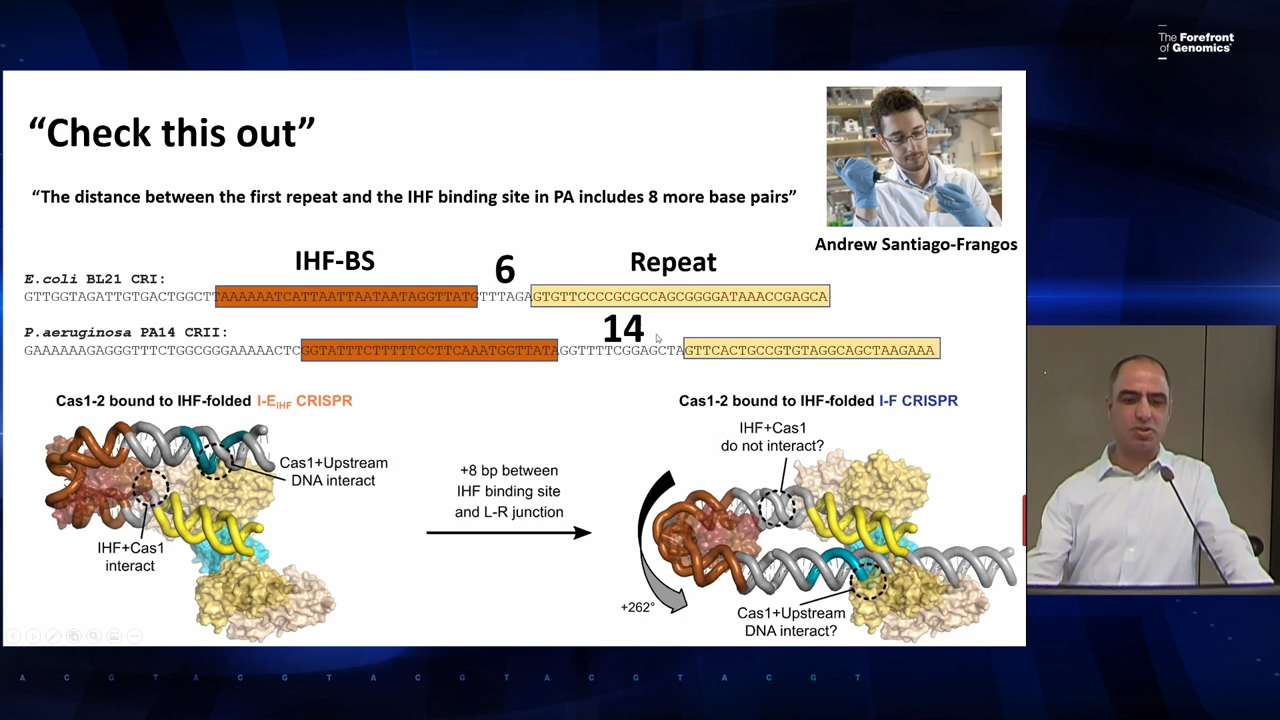 The Forefront
of Genomics
“Check this out”
“The distance between the first repeat and the IHF binding site in PA includes 8 more base pairs”
Andrew Santiago-Frangos
IHF-BS
6
Repeat
E.coli BL21 CRI:
GTTGGTAGATTGTGACTGGCTTAAAAAATCATTAATTAATAATAGGTTATGTTTAGAGTGTTCCCCGCGCCAGCGGGGATAAACCGAGCA
14
P.aeruginosa PA14 CRII:
GAAAAAAGAGGGTTTCTGGCGGGAAAAACTCGGTATTTCTTTTTCCTTCAAATGGTTATAGGTTTTCGGAGCTAGTTCACTGCCGTGTAGGCAGCTAAGAAA
Cas1-2 bound to IHF-folded I-EIHF CRISPR
Cas1+Upstream
DNA interact
IHF+Cas1
interact
+8 bp between
IHF binding site
and L-R junction
Cas1-2 bound to IHF-folded I-F CRISPR
IHF+Cas1
do not interact?
+262°
Cas1+Upstream
DNA interact?
A C G T A C G T A C G T A C G T A C G T